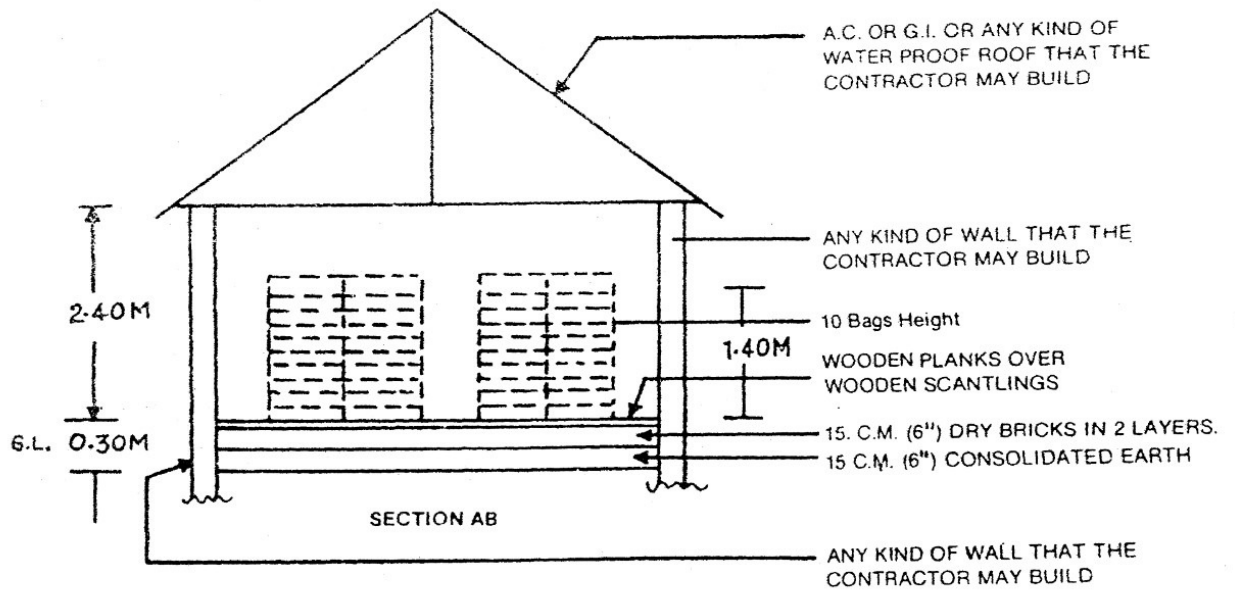 A.C. OR G.I. OR ANY KIND OF
WATER PROOF ROOF THAT THE
CONTRACTOR MAY BUILD
ANY KIND OF WALL THAT THE
CONTRACTOR MAY BUILD
2.40M
10 Bags Height
1.40M
WOODEN PLANKS OVER
WOODEN SCANTLINGS
G.L. 0.30M
15. C.M. (6") DRY BRICKS IN 2 LAYERS.
15 C.M. (6") CONSOLIDATED EARTH
SECTION AB
ANY KIND OF WALL THAT THE
CONTRACTOR MAY BUILD